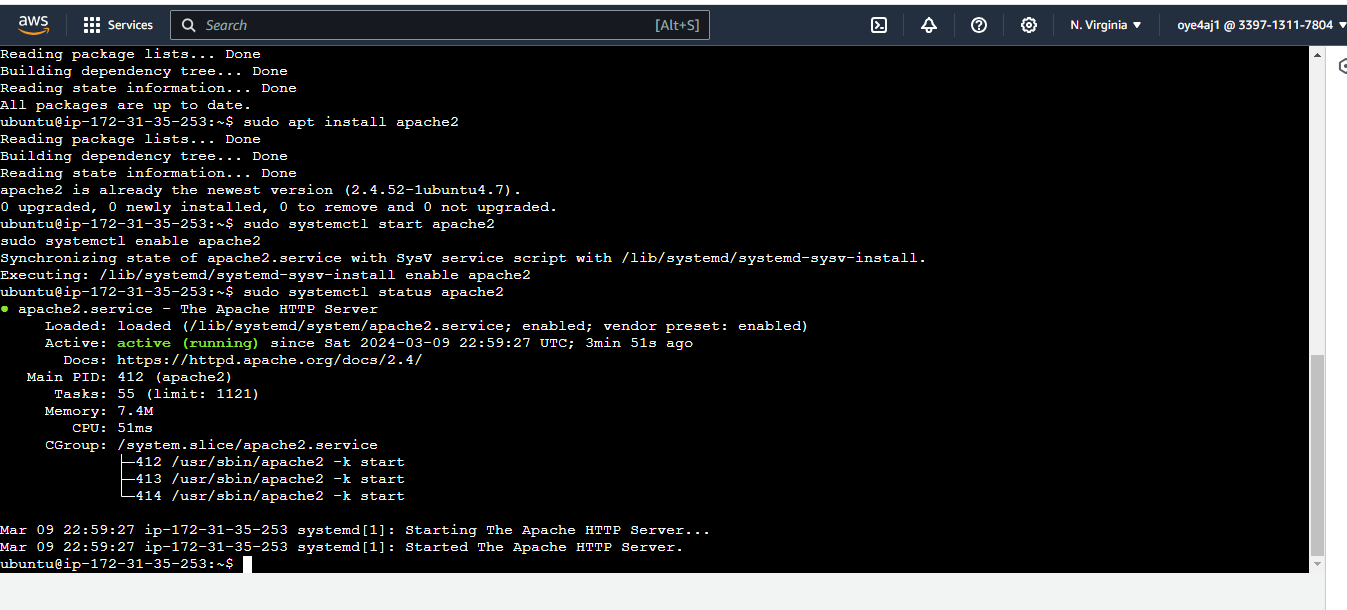 aws Services Search [Alt+S] N. Virginia oye4aj1 @ 3397-1311-7804
Reading package lists... Done
Building dependency tree... Done
Reading state information... Done
All packages are up to date.
ubuntu@ip-172-31-35-253:~$ sudo apt install apache2
Reading package lists... Done
Building dependency tree... Done
Reading state information... Done
apache2 is already the newest version (2.4.52-1ubuntu4.7).
0 upgraded, 0 newly installed, 0 to remove and 0 not upgraded.
ubuntu@ip-172-31-35-253:~$ sudo systemctl start apache2
sudo systemctl enable apache2
Synchronizing state of apache2.service with SysV service script with /lib/systemd/systemd-sysv-install.
Executing: /lib/systemd/systemd-sysv-install enable apache2
ubuntu@ip-172-31-35-253:~$ sudo systemctl status apache2
● apache2.service - The Apache HTTP Server
Loaded: loaded (/lib/systemd/system/apache2.service; enabled; vendor preset: enabled)
Active: active (running) since Sat 2024-03-09 22:59:27 UTC; 3min 51s ago
Docs: https://httpd.apache.org/docs/2.4/
Main PID: 412 (apache2)
Tasks: 55 (limit: 1121)
Memory: 7.4M
CPU: 51ms
CGroup: /system.slice/apache2.service
├─412 /usr/sbin/apache2 -k start
├─413 /usr/sbin/apache2 -k start
└─414 /usr/sbin/apache2 -k start
Mar 09 22:59:27 ip-172-31-35-253 systemd[1]: Starting The Apache HTTP Server...
Mar 09 22:59:27 ip-172-31-35-253 systemd[1]: Started The Apache HTTP Server.
ubuntu@ip-172-31-35-253:~$